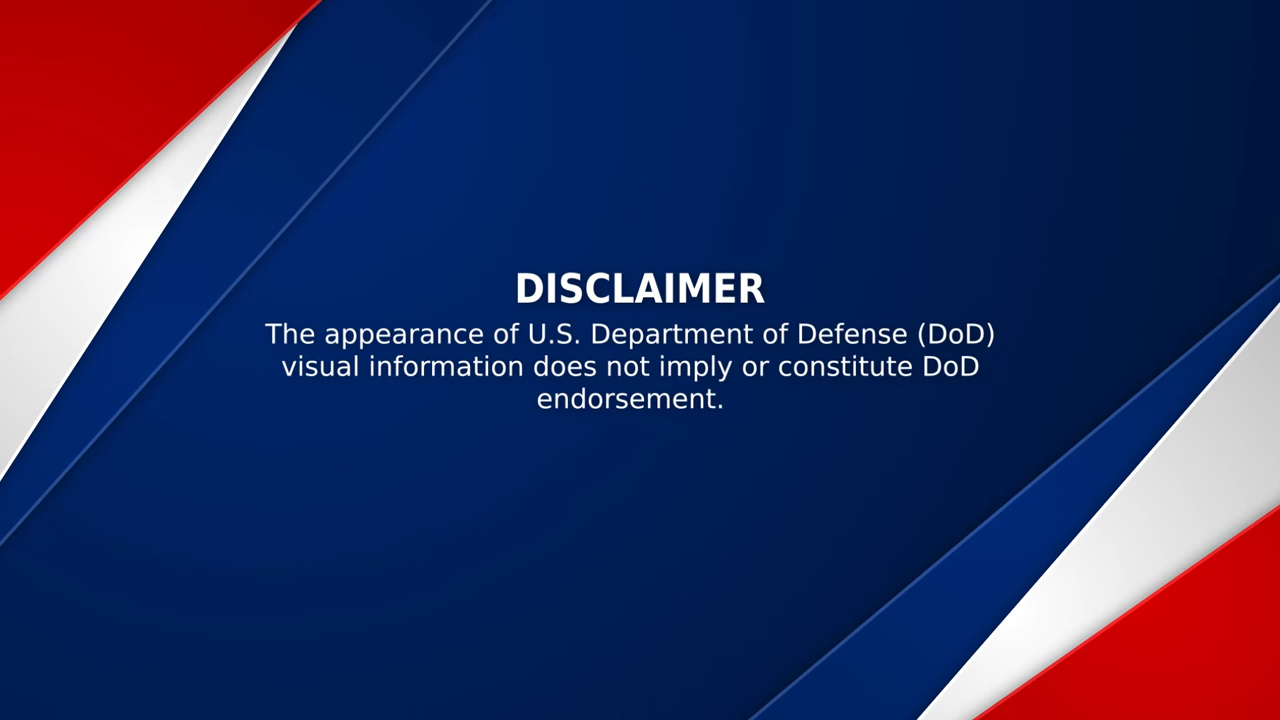 DISCLAIMER
The appearance of U.S. Department of Defense (DoD)
visual information does not imply or constitute DoD
endorsement.